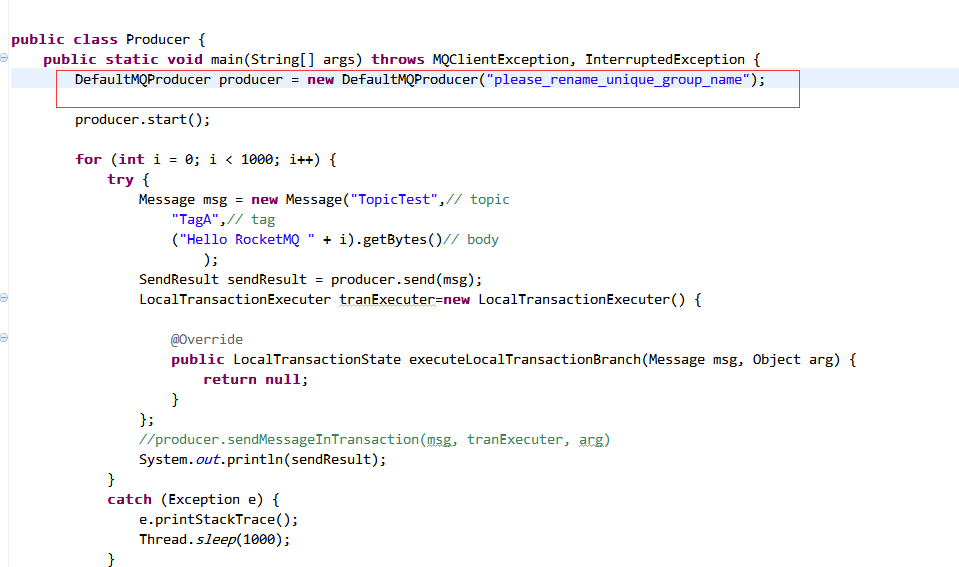 public class Producer {
public static void main(String[] args) throws MQClientException, InterruptedException {
DefaultMQProducer producer = new DefaultMQProducer("please_rename_unique_group_name");
producer.start();
for (int i = 0; i < 1000; i++) {
try {
Message msg = new Message("TopicTest",// topic
"TagA",// tag
("Hello RocketMQ " + i).getBytes()// body
);
SendResult sendResult = producer.send(msg);
LocalTransactionExecuter tranExecuter=new LocalTransactionExecuter() {
@Override
public LocalTransactionState executeLocalTransactionBranch(Message msg, Object arg) {
return null;
}
};
//producer.sendMessageInTransaction(msg, tranExecuter, arg)
System.out.println(sendResult);
}
catch (Exception e) {
e.printStackTrace();
Thread.sleep(1000);
}